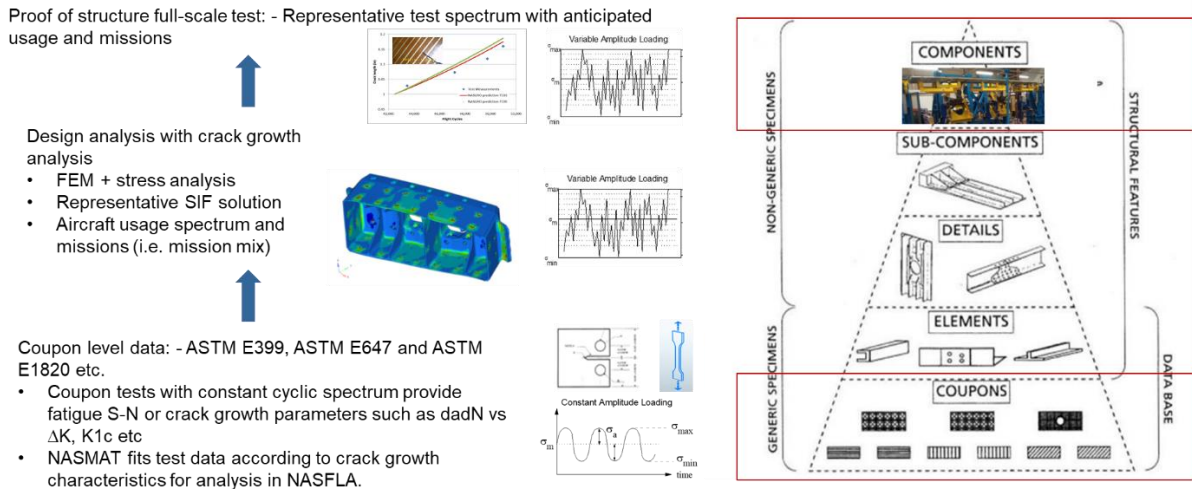 Proof of structure full-scale test: - Representative test spectrum with anticipated
usage and missions
Variable Amplitude Loading
max
m
min
Design analysis with crack growth
analysis
• FEM + stress analysis
• Representative SIF solution
• Aircraft usage spectrum and
missions (i.e. mission mix)
Variable Amplitude Loading
max
m
min
Coupon level data: - ASTM E399, ASTM E647 and ASTM
E1820 etc.
• Coupon tests with constant cyclic spectrum provide
fatigue S-N or crack growth parameters such as dadN vs
ΔK, K1c etc
• NASMAT fits test data according to crack growth
characteristics for analysis in NASFLA.
Constant Amplitude Loading
σmax
σa
σm
σmin
time
COMPONENTS
SUB-COMPONENTS
DETAILS
ELEMENTS
COUPONS
NON-GENERIC SPECIMENS
GENERIC SPECIMENS
STRUCTURAL FEATURES
DATA BASE